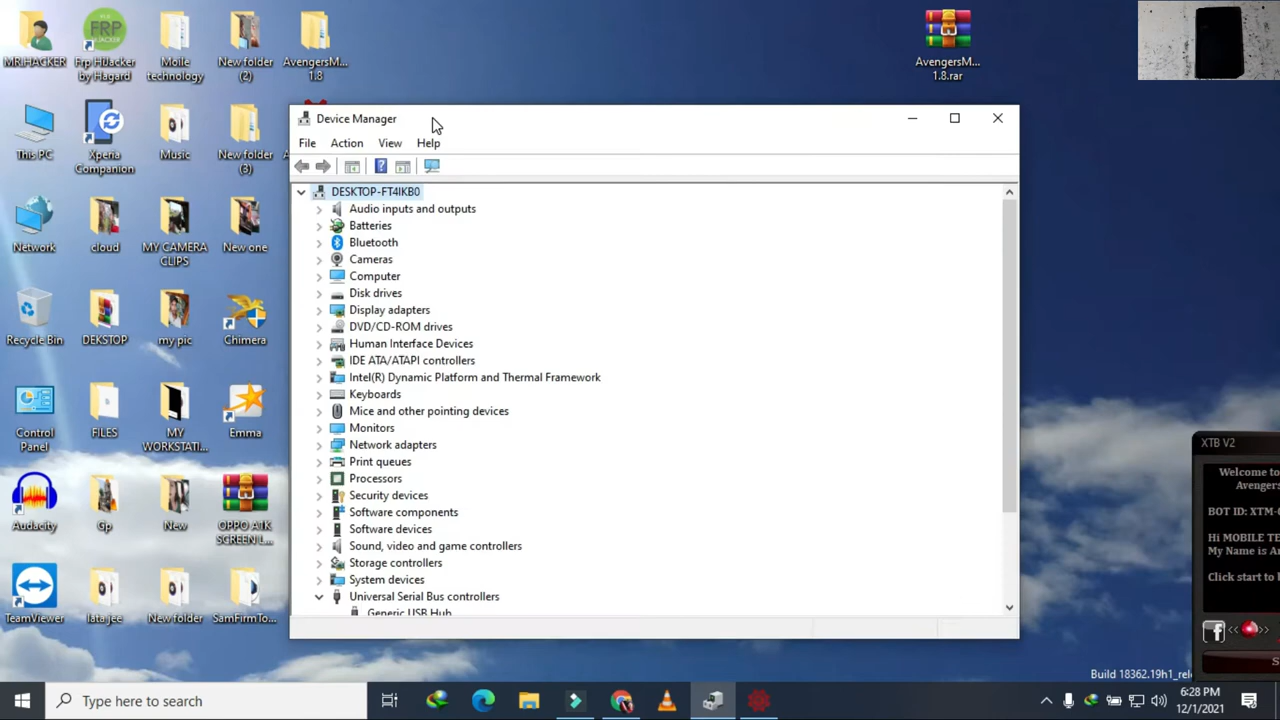 MR.HACKER
Frp HiJacker
by Hagard
Moile
technology
New folder
(2)
AvengersM...
1.8
AvengersM...
1.8.rar
This PC
Xperia
Companion
Music
New folder
(3)
Network
cloud
MY CAMERA
CLIPS
New one
Recycle Bin
DEKSTOP
my pic
Chimera
Control
Panel
FILES
MY
WORKSTATI...
Emma
Audacity
Gp
New
OPPO A1K
SCREEN L...
TeamViewer
lata jee
New folder
SamFirmTo...
Device Manager
File Action View Help
DESKTOP-FT4IKB0
Audio inputs and outputs
Batteries
Bluetooth
Cameras
Computer
Disk drives
Display adapters
DVD/CD-ROM drives
Human Interface Devices
IDE ATA/ATAPI controllers
Intel(R) Dynamic Platform and Thermal Framework
Keyboards
Mice and other pointing devices
Monitors
Network adapters
Print queues
Processors
Security devices
Software components
Software devices
Sound, video and game controllers
Storage controllers
System devices
Universal Serial Bus controllers
Generic USB Hub
XTB V2
Welcome to
Avenger
BOT ID: XTM-
Hi MOBILE TE
My Name is A
Click start to
f << >>
S
Build 18362.19h1_rel
Type here to search
6:28 PM
12/1/2021